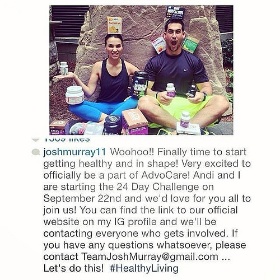 likes
joshmurray11 Woohoo!! Finally time to start
getting healthy and in shape! Very excited to
officially be a part of AdvoCare! Andi and I
are starting the 24 Day Challenge on
September 22nd and we'd love for you all to
join us! You can find the link to our official
website on my IG profile and we'll be
contacting everyone who gets involved. If
you have any questions whatsoever, please
contact TeamJoshMurray@gmail.com ...
Let's do this! #HealthyLiving